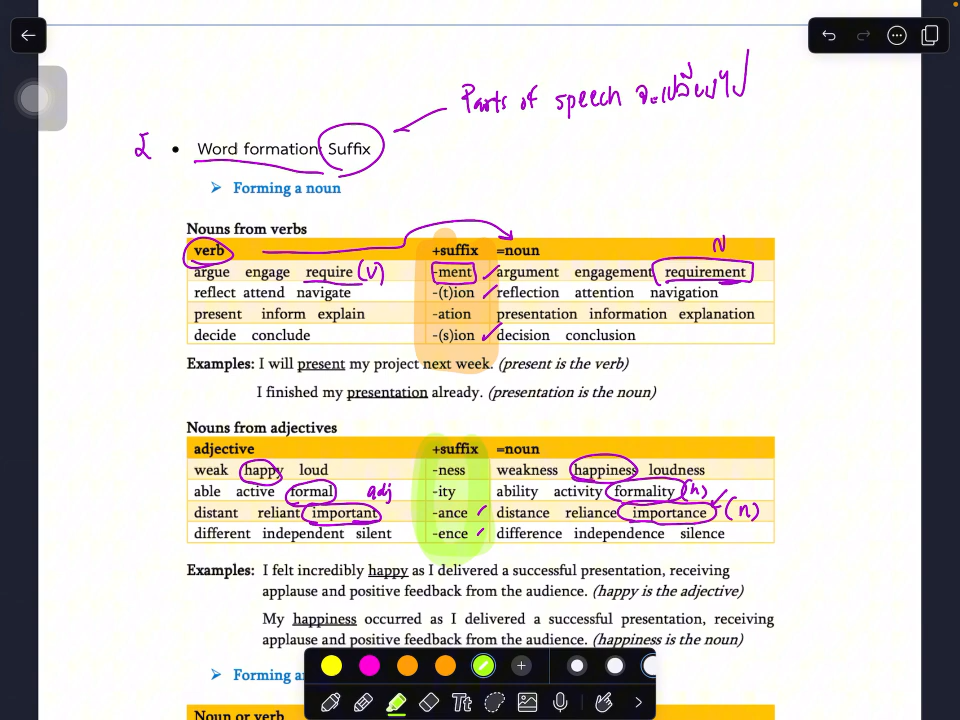 Parts of speech จะเปลี่ยนไป
• Word formation: Suffix
➢ Forming a noun
Nouns from verbs
verb +suffix =noun
N
argue engage require (v) -ment argument engagement requirement
reflect attend navigate -(t)ion reflection attention navigation
present inform explain -ation presentation information explanation
decide conclude -(s)ion decision conclusion
Examples: I will present my project next week. (present is the verb)
I finished my presentation already. (presentation is the noun)
Nouns from adjectives
adjective +suffix =noun
weak happy loud -ness weakness happiness loudness
able active formal adj -ity ability activity formality (n)
distant reliant important -ance distance reliance importance (n)
different independent silent -ence difference independence silence
Examples: I felt incredibly happy as I delivered a successful presentation, receiving
applause and positive feedback from the audience. (happy is the adjective)
My happiness occurred as I delivered a successful presentation, receiving
applause and positive feedback from the audience. (happiness is the noun)
➢ Forming a
Tt
Noun or verb